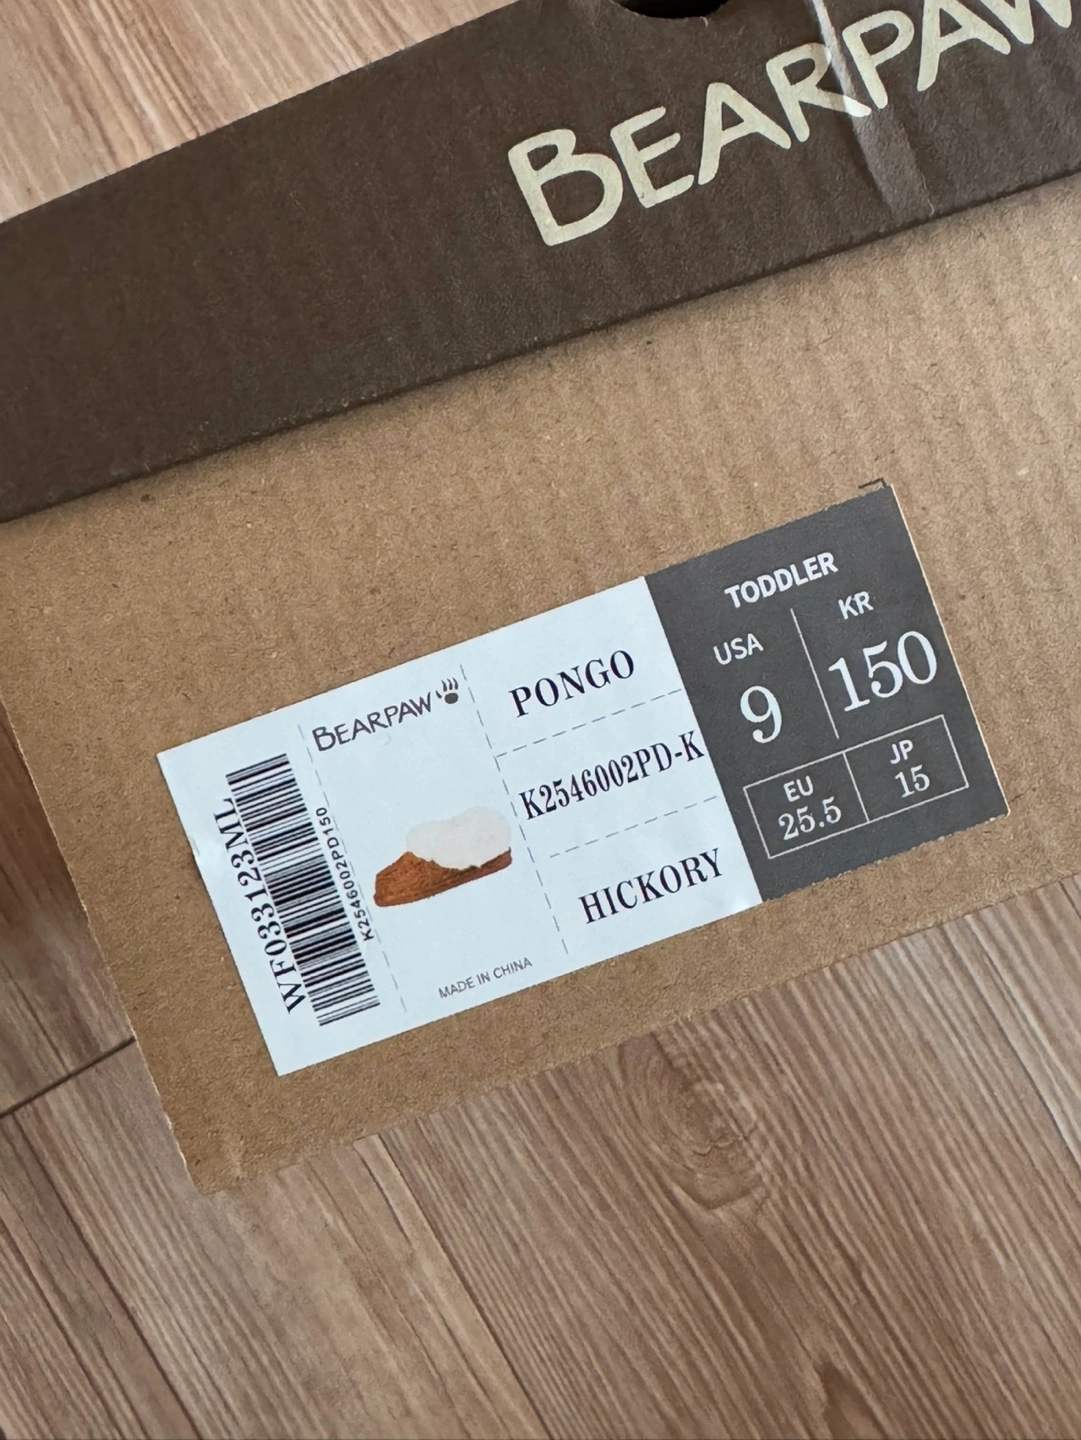 BEARPAW
WF033123ML
K2546002PD150
BEARPAW
MADE IN CHINA
PONGO
K2546002PD-K
HICKORY
TODDLER
USA
9
KR
150
EU
25.5
JP
15